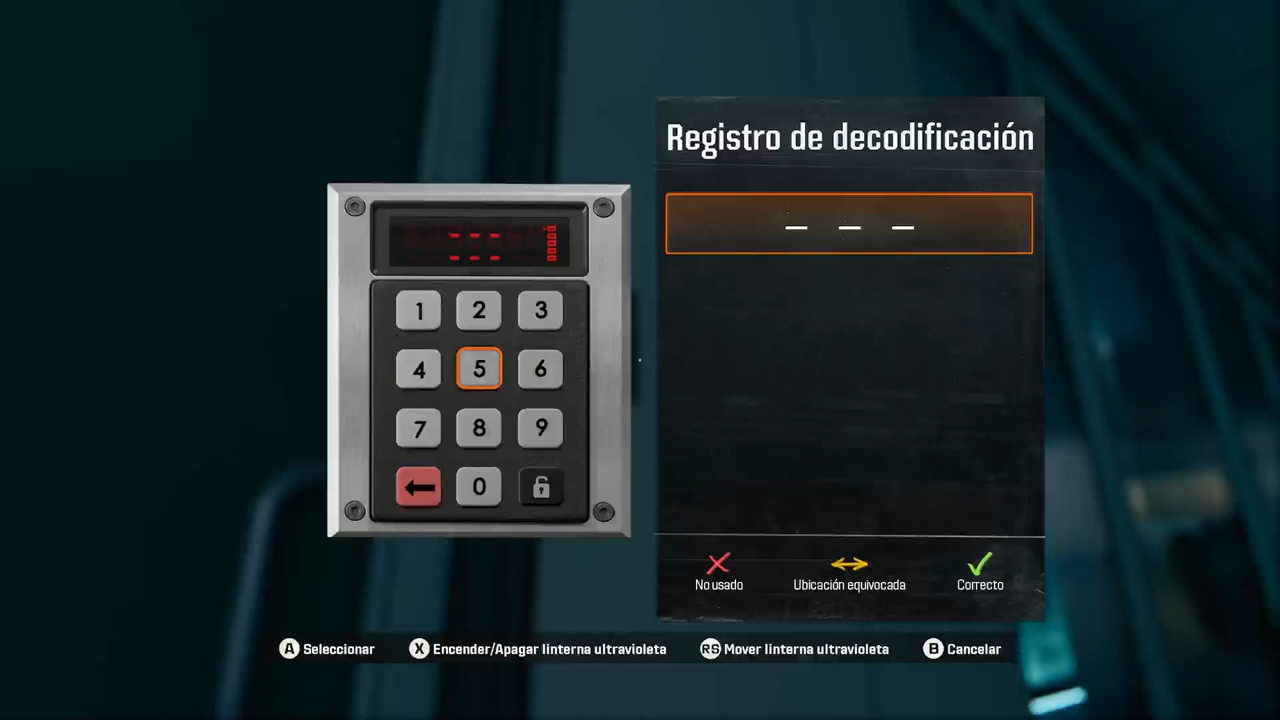 Registro de decodificación
_ _ _
1 2 3
4 5 6
7 8 9
0
No usado Ubicación equivocada Correcto
A Seleccionar X Encender/Apagar linterna ultravioleta RS Mover linterna ultravioleta B Cancelar